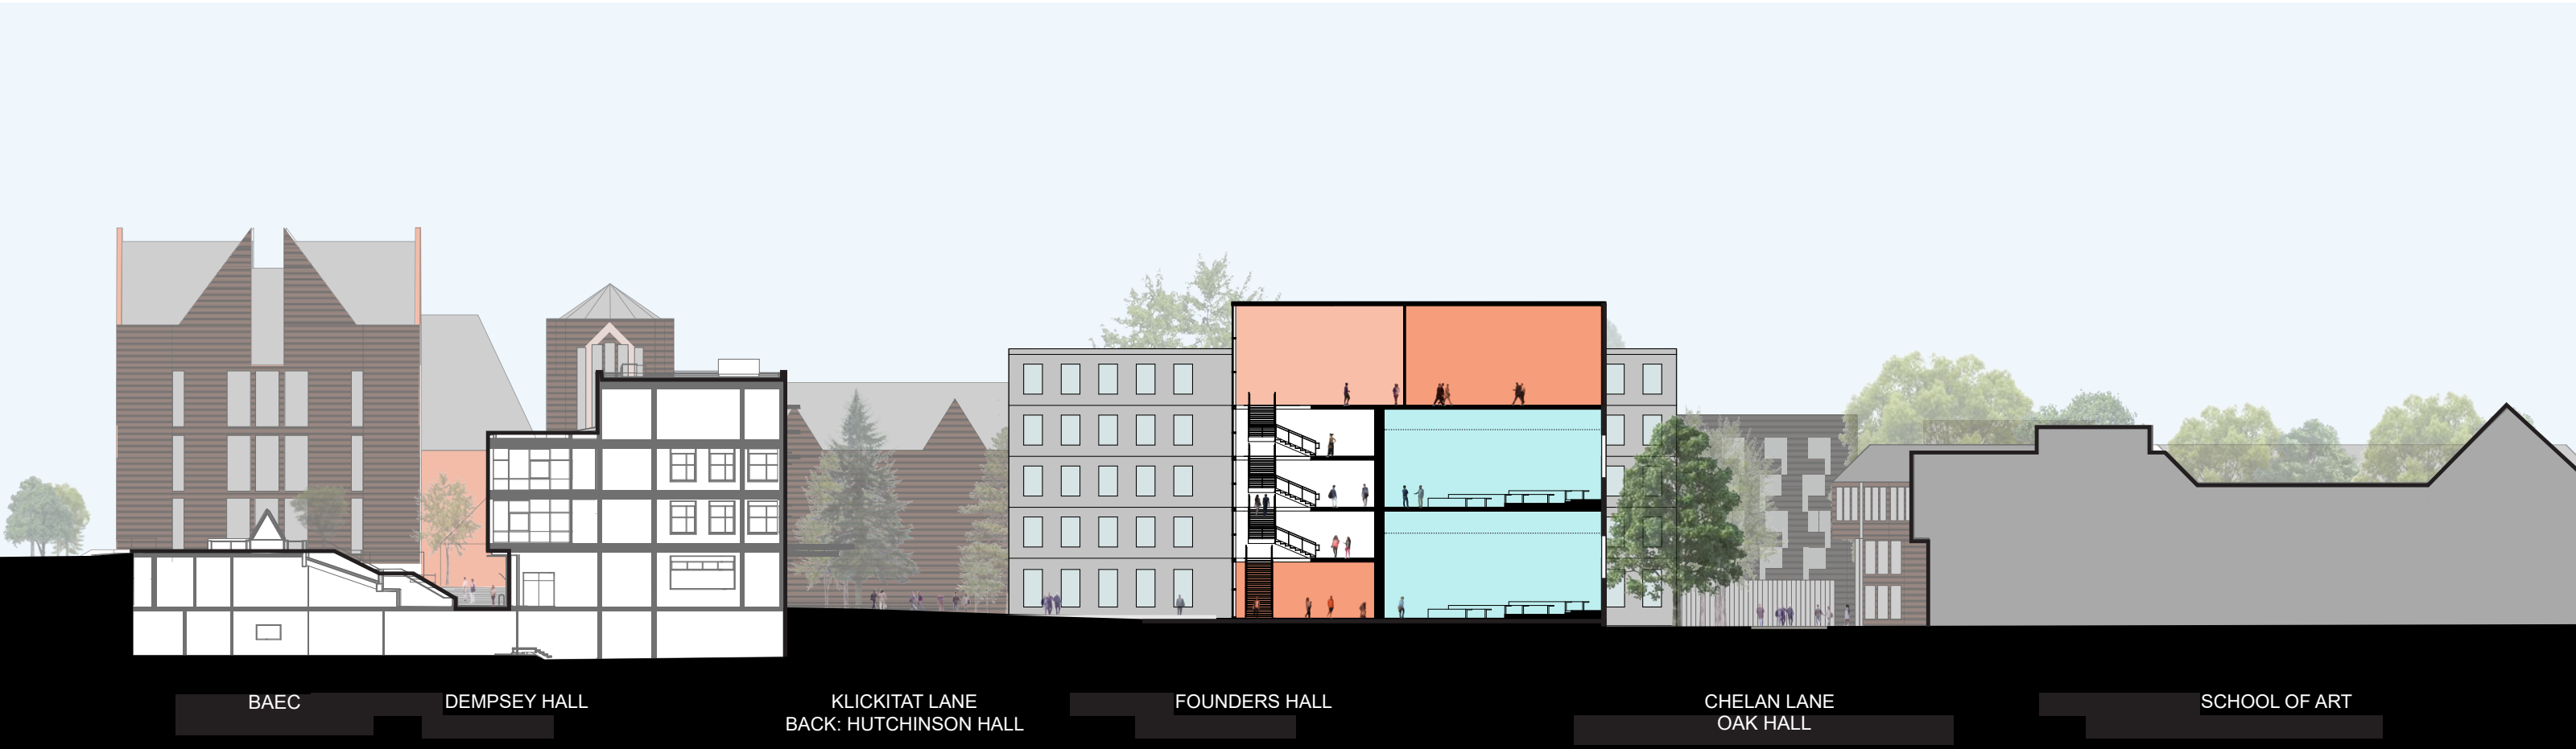 BAEC
DEMPSEY HALL
KLICKITAT LANE
BACK: HUTCHINSON HALL
FOUNDERS HALL
CHELAN LANE
OAK HALL
SCHOOL OF ART